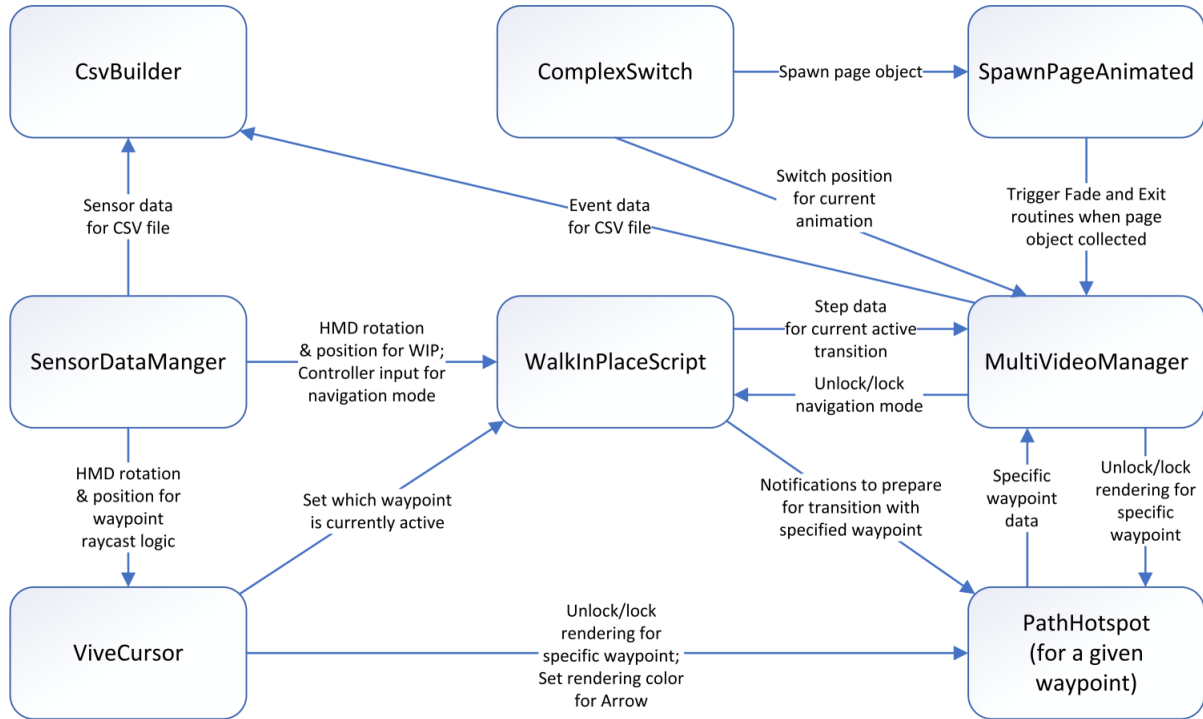 CsvBuilder
ComplexSwitch
Spawn page object
SpawnPageAnimated
Sensor data
for CSV file
Event data
for CSV file
Switch position
for current
animation
Trigger Fade and Exit
routines when page
object collected
SensorDataManger
HMD rotation
& position for WIP;
Controller input for
navigation mode
WalkInPlaceScript
Step data
for current active
transition
Unlock/lock
navigation mode
MultiVideoManager
HMD rotation
& position for
waypoint
raycast logic
Set which waypoint
is currently active
Notifications to prepare
for transition with
specified waypoint
Specific
waypoint
data
Unlock/lock
rendering for
specific
waypoint
ViveCursor
Unlock/lock
rendering for
specific waypoint;
Set rendering color
for Arrow
PathHotspot
(for a given
waypoint)